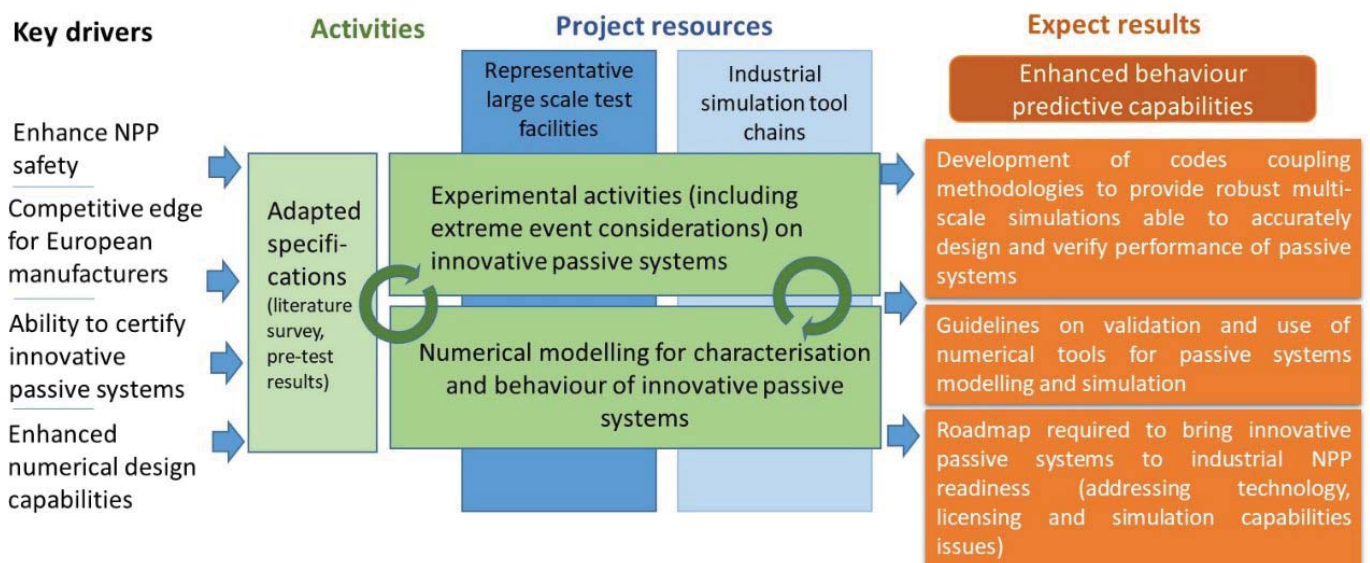 Key drivers
Activities
Project resources
Expect results
Representative
large scale test
facilities
Industrial
simulation tool
chains
Enhanced behaviour
predictive capabilities
Enhance NPP
safety
Competitive edge
for European
manufacturers
Ability to certify
innovative
passive systems
Enhanced
numerical design
capabilities
Adapted
specifi-
cations
(literature
survey,
pre-test
results)
Experimental activities (including
extreme event considerations) on
innovative passive systems
Numerical modelling for characterisation
and behaviour of innovative passive
systems
Development of codes coupling
methodologies to provide robust multi-
scale simulations able to accurately
design and verify performance of passive
systems
Guidelines on validation and use of
numerical tools for passive systems
modelling and simulation
Roadmap required to bring innovative
passive systems to industrial NPP
readiness (addressing technology,
licensing and simulation capabilities
issues)